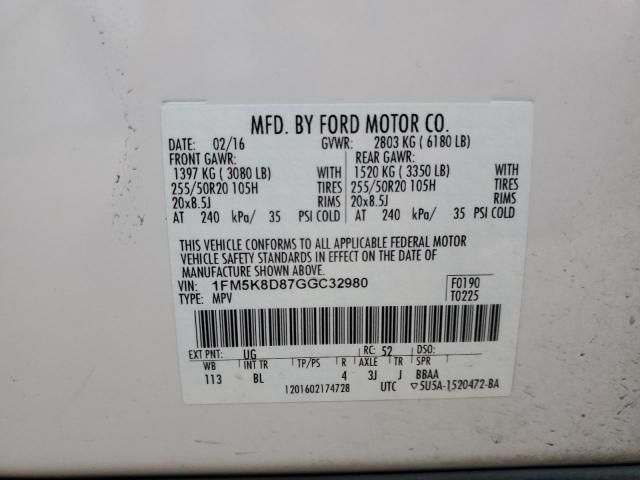 MFD. BY FORD MOTOR CO.
DATE: 02/16 GVWR: 2803 KG ( 6180 LB)
FRONT GAWR: REAR GAWR:
1397 KG ( 3080 LB) WITH 1520 KG ( 3350 LB) WITH
255/50R20 105H TIRES 255/50R20 105H TIRES
20x8.5J RIMS 20x8.5J RIMS
AT 240 kPa/ 35 PSI COLD AT 240 kPa/ 35 PSI COLD
THIS VEHICLE CONFORMS TO ALL APPLICABLE FEDERAL MOTOR
VEHICLE SAFETY STANDARDS IN EFFECT ON THE DATE OF
MANUFACTURE SHOWN ABOVE.
VIN: 1FM5K8D87GGC32980 F0190
TYPE: MPV T0225
EXT PNT: UG RC: 52 DSO:
WB INT TR TP/PS R AXLE TR SPR
113 BL 4 3J J BBAA
1201602174728 UTC ▽5U5A-1520472-BA